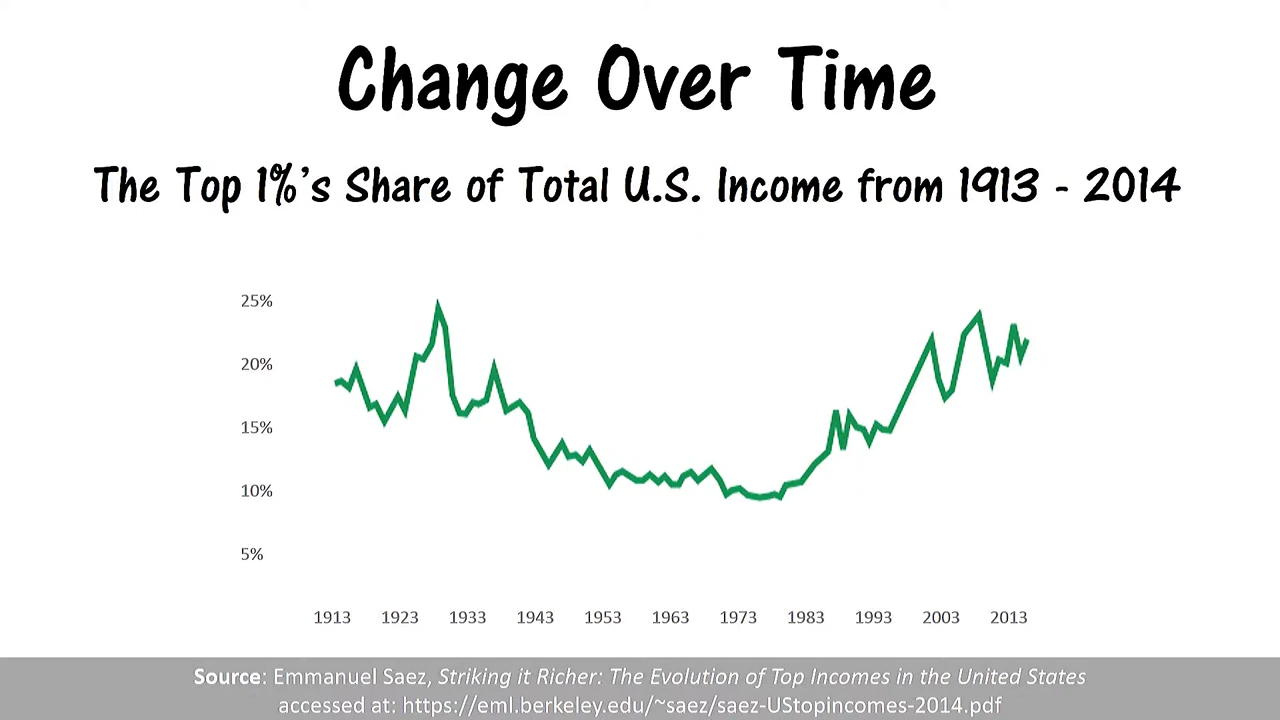 Change Over Time
The Top 1%'s Share of Total U.S. Income from 1913 - 2014
25%
20%
15%
10%
5%
1913 1923 1933 1943 1953 1963 1973 1983 1993 2003 2013
Source: Emmanuel Saez, Striking it Richer: The Evolution of Top Incomes in the United States
accessed at: https://eml.berkeley.edu/~saez/saez-UStopincomes-2014.pdf